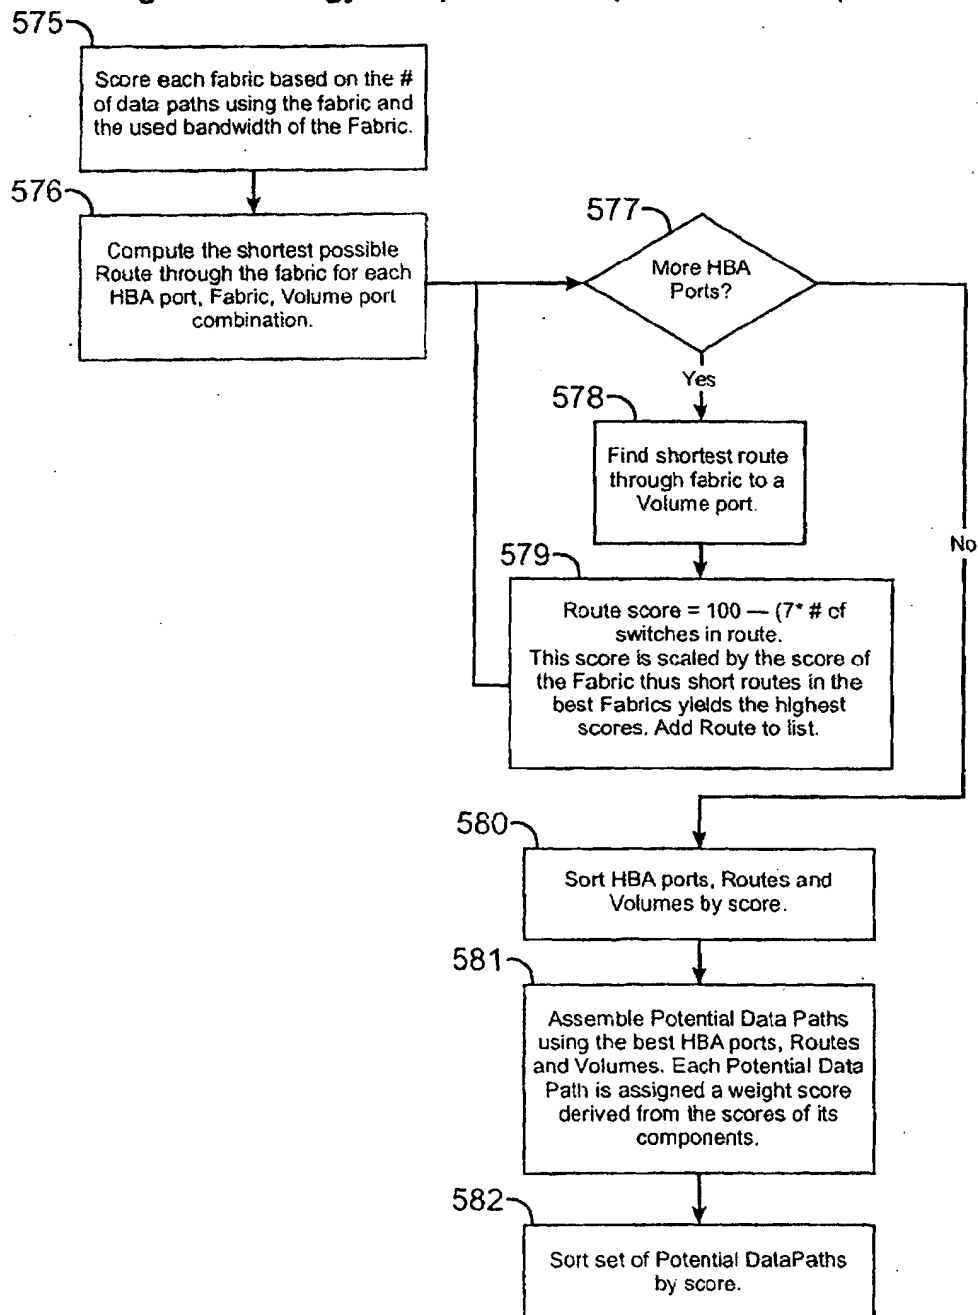 575
Score each fabric based on the #
of data paths using the fabric and
the used bandwidth of the Fabric.
576
Compute the shortest possible
Route through the fabric for each
HBA port, Fabric, Volume port
combination.
577
More HBA
Ports?
Yes
No
578
Find shortest route
through fabric to a
Volume port.
579
Route score = 100 — (7* # of
switches in route.
This score is scaled by the score of
the Fabric thus short routes in the
best Fabrics yields the highest
scores. Add Route to list.
580
Sort HBA ports, Routes and
Volumes by score.
581
Assemble Potential Data Paths
using the best HBA ports, Routes
and Volumes. Each Potential Data
Path is assigned a weight score
derived from the scores of its
components.
582
Sort set of Potential DataPaths
by score.